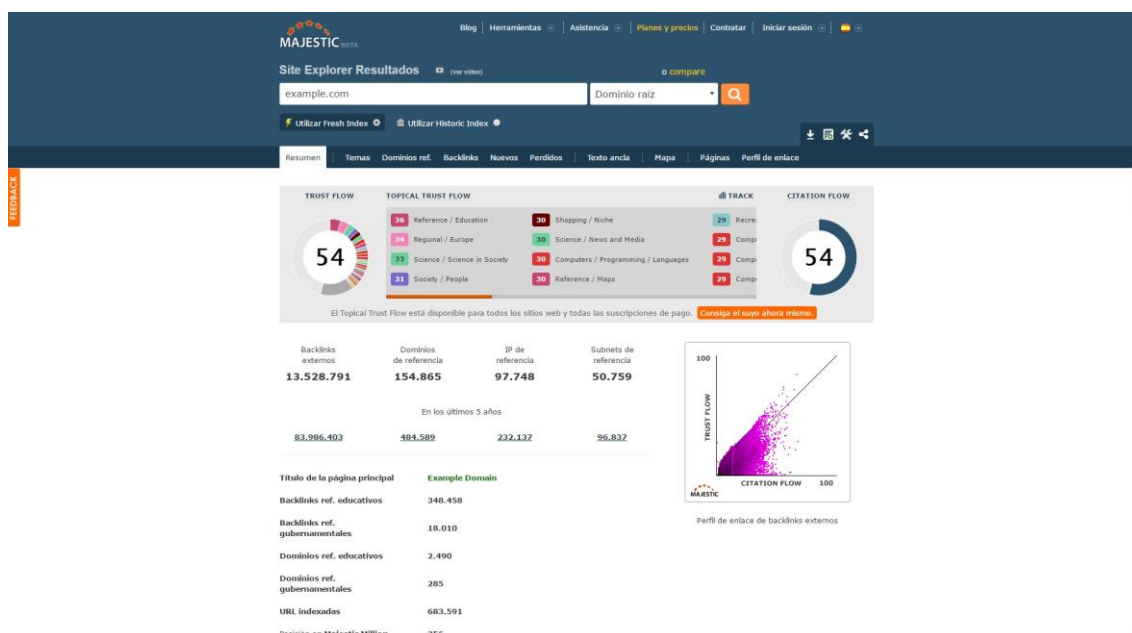 Blog Herramientas Asistencia Planes y precios Contratar Iniciar sesión
MAJESTIC BETA
Site Explorer Resultados (ver vídeo) o compare
example.com Dominio raíz
Utilizar Fresh Index Utilizar Historic Index
Resumen Temas Dominios ref. Backlinks Nuevos Perdidos Texto ancla Mapa Páginas Perfil de enlace
FEEDBACK
TRUST FLOW TOPICAL TRUST FLOW TRACK CITATION FLOW
36 Reference / Education 30 Shopping / Niche 29 Recre
34 Regional / Europe 30 Science / News and Media 29 Comp
54 54
33 Science / Science in Society 30 Computers / Programming / Languages 29 Comp
31 Society / People 30 Reference / Maps 29 Comp
El Topical Trust Flow está disponible para todos los sitios web y todas las suscripciones de pago. Consiga el suyo ahora mismo.
Backlinks externos Dominios de referencia IP de referencia Subnets de referencia
13.528.791 154.865 97.748 50.759
En los últimos 5 años
83.986.403 484.589 232.137 96.837
100
TRUST FLOW
CITATION FLOW 100
MAJESTIC
Perfil de enlace de backlinks externos
Título de la página principal Example Domain
Backlinks ref. educativos 348.458
Backlinks ref. gubernamentales 18.010
Dominios ref. educativos 2.490
Dominios ref. gubernamentales 285
URL indexadas 683.591